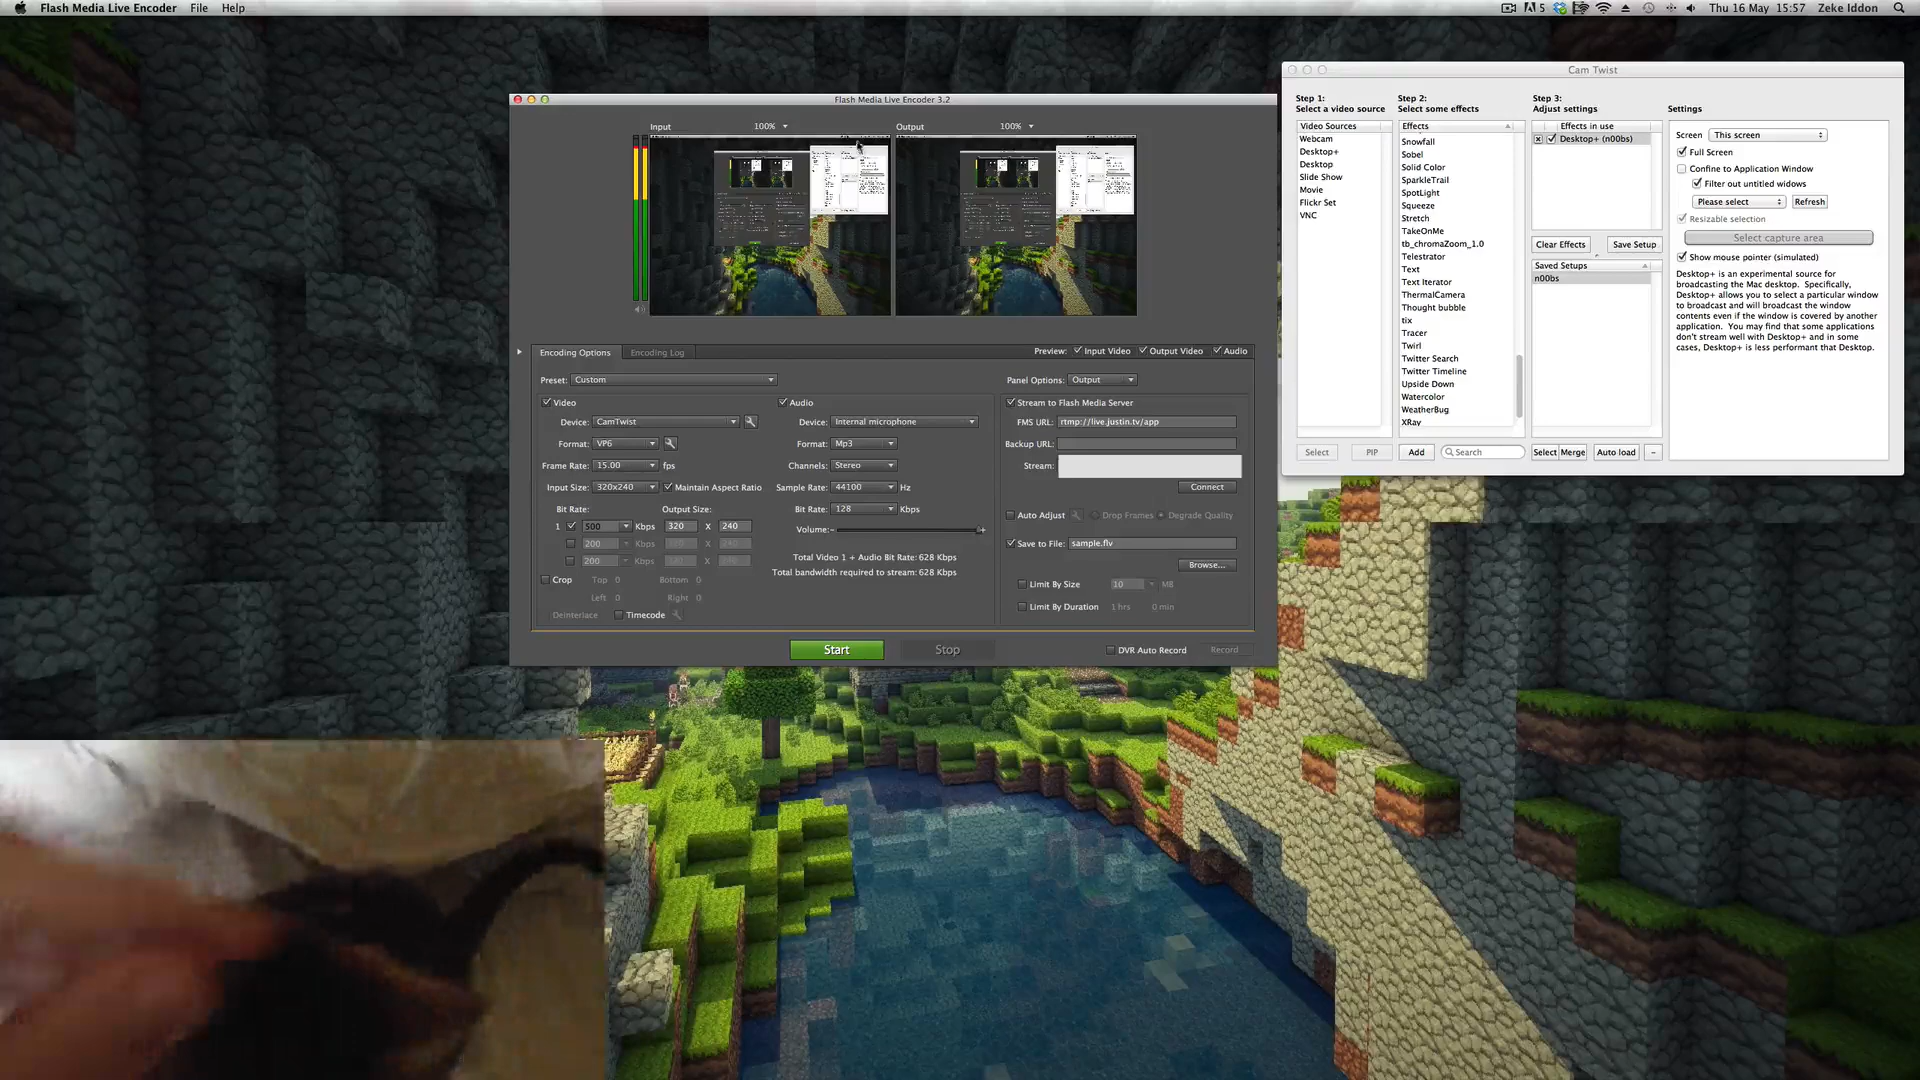 Flash Media Live Encoder File Help
5 Thu 16 May 15:57 Zeke Iddon
Flash Media Live Encoder 3.2
Input 100% Output 100%
Encoding Options Encoding Log
Preview: Input Video Output Video Audio
Preset: Custom
Panel Options: Output
Video
Device: CamTwist
Format: VP6
Frame Rate: 15.00 fps
Input Size: 320x240 Maintain Aspect Ratio
Bit Rate: Output Size:
1 500 Kbps 320 X 240
200 Kbps X
200 Kbps X
Crop Top 0 Bottom 0
Left 0 Right 0
Deinterlace Timecode
Audio
Device: Internal microphone
Format: Mp3
Channels: Stereo
Sample Rate: 44100 Hz
Bit Rate: 128 Kbps
Volume: - +
Total Video 1 + Audio Bit Rate: 628 Kbps
Total bandwidth required to stream: 628 Kbps
Stream to Flash Media Server
FMS URL: rtmp://live.justin.tv/app
Backup URL:
Stream:
Connect
Auto Adjust Drop Frames Degrade Quality
Save to File: sample.flv
Browse...
Limit By Size 10 MB
Limit By Duration 1 hrs 0 min
Start Stop
DVR Auto Record Record
Cam Twist
Step 1:
Select a video source
Video Sources
Webcam
Desktop+
Desktop
Slide Show
Movie
Flickr Set
VNC
Select PIP
Step 2:
Select some effects
Effects
Snowfall
Sobel
Solid Color
SparkleTrail
SpotLight
Squeeze
Stretch
TakeOnMe
tb_chromaZoom_1.0
Telestrator
Text
Text Iterator
ThermalCamera
Thought bubble
tix
Tracer
Twirl
Twitter Search
Twitter Timeline
Upside Down
Watercolor
WeatherBug
XRay
Add Search
Step 3:
Adjust settings
Effects in use
Desktop+ (n00bs)
Clear Effects Save Setup
Saved Setups
n00bs
Select Merge Auto load -
Settings
Screen This screen
Full Screen
Confine to Application Window
Filter out untitled widows
Please select Refresh
Resizable selection
Select capture area
Show mouse pointer (simulated)
Desktop+ is an experimental source for
broadcasting the Mac desktop. Specifically,
Desktop+ allows you to select a particular window
to broadcast and will broadcast the window
contents even if the window is covered by another
application. You may find that some applications
don't stream well with Desktop+ and in some
cases, Desktop+ is less performant that Desktop.